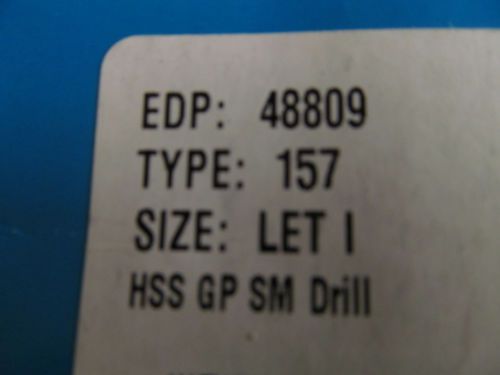 EDP: 48809
TYPE: 157
SIZE: LET I
HSS GP SM Drill